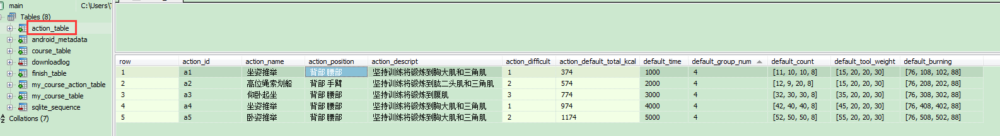 main C:\Users\T
Tables (8)
action_table
android_metadata
course_table
downloadlog
finish_table
my_course_action_table
my_course_table
sqlite_sequence
Collations (7)
row action_id action_name action_position action_descript action_difficult action_default_total_kcal default_time default_group_num default_count default_tool_weight default_burning
1 a1 坐姿推举 背部 腰部 坚持训练将锻炼到胸大肌和三角肌 1 374 1000 4 [11, 10, 10, 8] [15, 20, 20, 30] [76, 108, 102, 88]
2 a2 高位绳索划船 背部 手臂 坚持训练将锻炼到肱二头肌和三角肌 2 574 2000 4 [12, 9, 20, 8] [15, 20, 20, 30] [76, 208, 202, 88]
3 a3 仰卧起坐 背部 腰部 坚持训练将锻炼到腹肌 3 774 3000 4 [32, 30, 30, 8] [35, 20, 20, 30] [76, 308, 302, 88]
4 a4 坐姿推举 背部 腰部 坚持训练将锻炼到胸大肌和三角肌 1 974 4000 4 [42, 40, 40, 8] [45, 20, 20, 30] [76, 408, 402, 88]
5 a5 卧姿推举 背部 腰部 坚持训练将锻炼到胸大肌和三角肌 2 1174 5000 4 [52, 50, 50, 8] [55, 20, 20, 30] [76, 508, 502, 88]